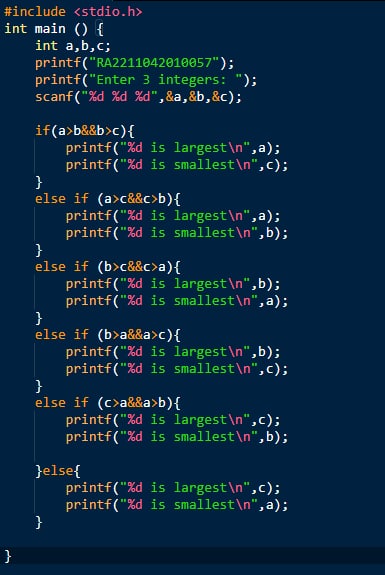 #include <stdio.h>
int main () {
    int a,b,c;
    printf("RA2211042010057");
    printf("Enter 3 integers: ");
    scanf("%d %d %d",&a,&b,&c);

    if(a>b&&b>c){
        printf("%d is largest\n",a);
        printf("%d is smallest\n",c);
    }
    else if (a>c&&c>b){
        printf("%d is largest\n",a);
        printf("%d is smallest\n",b);
    }
    else if (b>c&&c>a){
        printf("%d is largest\n",b);
        printf("%d is smallest\n",a);
    }
    else if (b>a&&a>c){
        printf("%d is largest\n",b);
        printf("%d is smallest\n",c);
    }
    else if (c>a&&a>b){
        printf("%d is largest\n",c);
        printf("%d is smallest\n",b);

    }else{
        printf("%d is largest\n",c);
        printf("%d is smallest\n",a);
    }

}